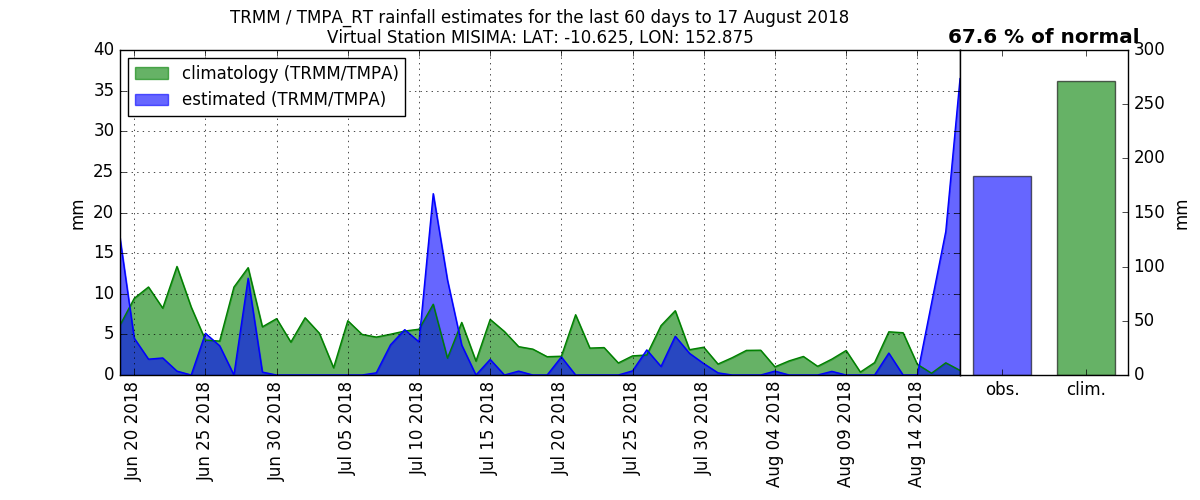 TRMM / TMPA_RT rainfall estimates for the last 60 days to 17 August 2018
Virtual Station MISIMA: LAT: -10.625, LON: 152.875
67.6 % of normal
climatology (TRMM/TMPA)
estimated (TRMM/TMPA)
40
35
30
25
20
15
10
5
0
mm
Jun 20 2018
Jun 25 2018
Jun 30 2018
Jul 05 2018
Jul 10 2018
Jul 15 2018
Jul 20 2018
Jul 25 2018
Jul 30 2018
Aug 04 2018
Aug 09 2018
Aug 14 2018
obs.
clim.
300
250
200
150
100
50
0
mm